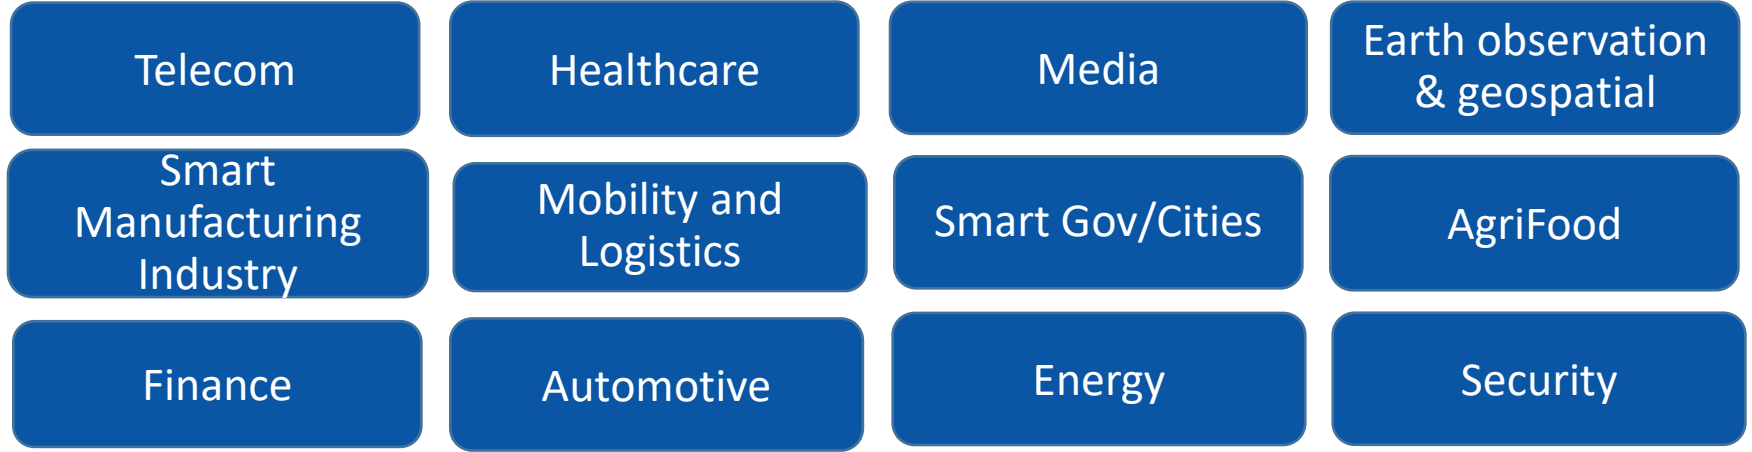 Telecom
Healthcare
Media
Earth observation
& geospatial
Smart
Manufacturing
Industry
Mobility and
Logistics
Smart Gov/Cities
AgriFood
Finance
Automotive
Energy
Security